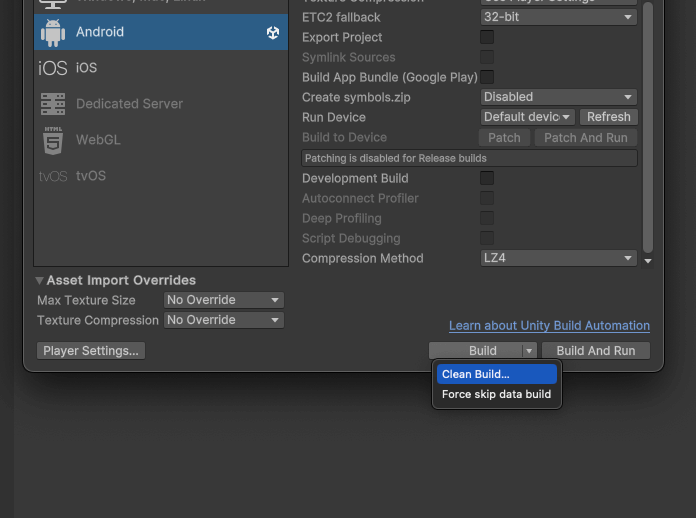 Android
iOS iOS
Dedicated Server
HTML
WebGL
tvOS tvOS
ETC2 fallback 32-bit
Export Project
Symlink Sources
Build App Bundle (Google Play)
Create symbols.zip Disabled
Run Device Default devic Refresh
Build to Device Patch Patch And Run
Patching is disabled for Release builds
Development Build
Autoconnect Profiler
Deep Profiling
Script Debugging
Compression Method LZ4
Asset Import Overrides
Max Texture Size No Override
Texture Compression No Override
Learn about Unity Build Automation
Player Settings... Build Build And Run
Clean Build...
Force skip data build